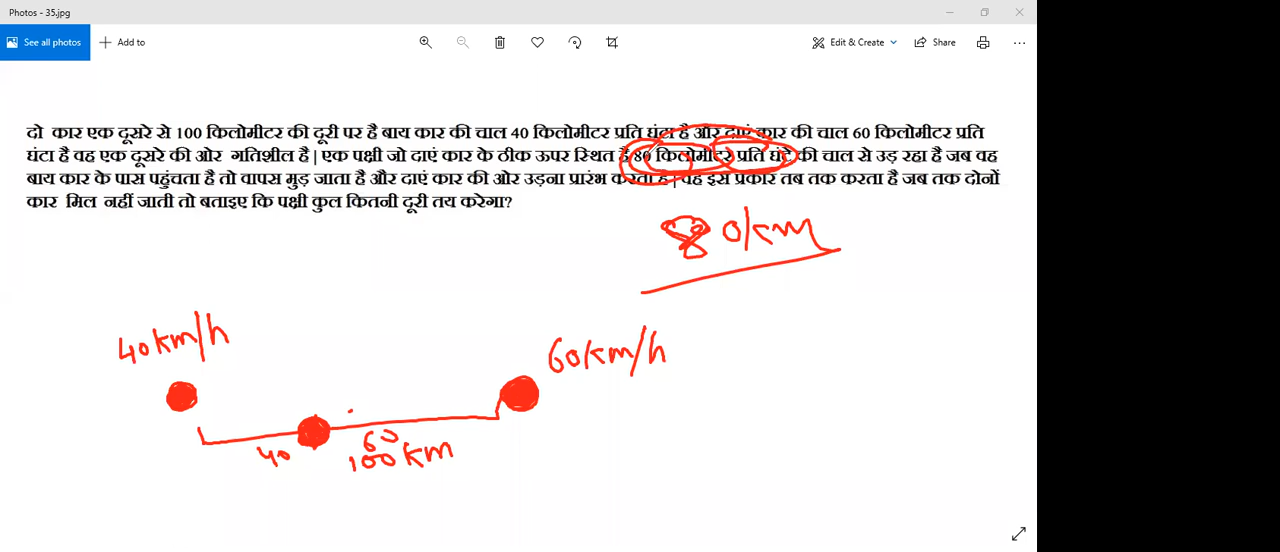 Photos - 35.jpg
See all photos
Add to
Edit & Create
Share
दो कार एक दूसरे से 100 किलोमीटर की दूरी पर है बाय कार की चाल 40 किलोमीटर प्रति घंटा है और दाएं कार की चाल 60 किलोमीटर प्रति
घंटा है वह एक दूसरे की ओर गतिशील है | एक पक्षी जो दाएं कार के ठीक ऊपर स्थित है 80 किलोमीटर प्रति घंटे की चाल से उड़ रहा है जब वह
बाय कार के पास पहुंचता है तो वापस मुड़ जाता है और दाएं कार की ओर उड़ना प्रारंभ करता है | वह इस प्रकार तब तक करता है जब तक दोनों
कार मिल नहीं जाती तो बताइए कि पक्षी कुल कितनी दूरी तय करेगा?
80km
40km/h
60km/h
40
60
100km